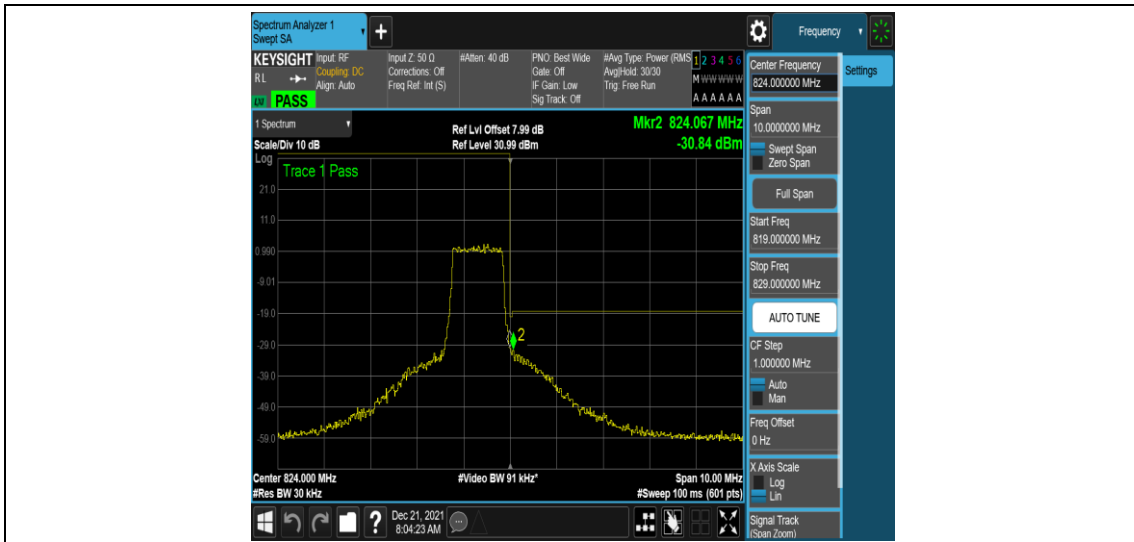 Spectrum Analyzer 1
Swept SA
+
Frequency
KEYSIGHT
RL
PASS
Input: RF
Coupling: DC
Align: Auto
Input Z: 50 Ω
Corrections: Off
Freq Ref: Int (S)
#Atten: 40 dB
PNO: Best Wide
Gate: Off
IF Gain: Low
Sig Track: Off
#Avg Type: Power (RMS
Avg|Hold: 30/30
Trig: Free Run
1 2 3 4 5 6
M W W W W W
A A A A A A
1 Spectrum
Scale/Div 10 dB
Ref Lvl Offset 7.99 dB
Ref Level 30.99 dBm
Mkr2 824.067 MHz
-30.84 dBm
Log
Trace 1 Pass
21.0
11.0
0.990
-9.01
-19.0
-29.0
-39.0
-49.0
-59.0
2
Center 824.000 MHz
#Res BW 30 kHz
#Video BW 91 kHz*
Span 10.00 MHz
#Sweep 100 ms (601 pts)
Center Frequency
824.000000 MHz
Settings
Span
10.0000000 MHz
Swept Span
Zero Span
Full Span
Start Freq
819.000000 MHz
Stop Freq
829.000000 MHz
AUTO TUNE
CF Step
1.000000 MHz
Auto
Man
Freq Offset
0 Hz
X Axis Scale
Log
Lin
Signal Track
(Span Zoom)
?
Dec 21, 2021
8:04:23 AM